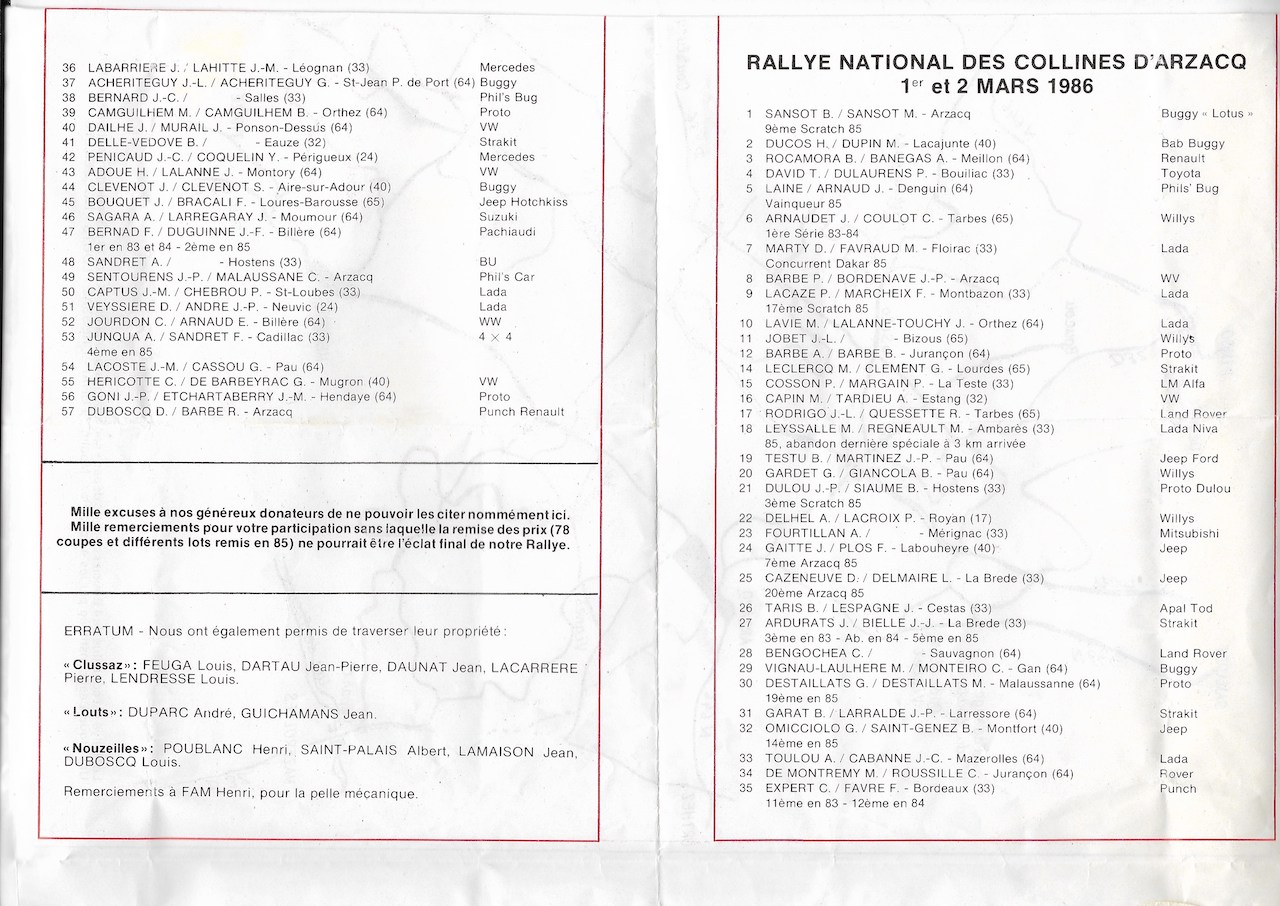 36 LABARRIERE J. / LAHITTE J.-M. - Léognan (33) Mercedes
37 ACHERITEGUY J.-L. / ACHERITEGUY G. - St-Jean P. de Port (64) Buggy
38 BERNARD J.-C. / - Salles (33) Phil's Bug
39 CAMGUILHEM M. / CAMGUILHEM B. - Orthez (64) Proto
40 DAILHE J. / MURAIL J. - Ponson-Dessus (64) VW
41 DELLE-VEDOVE B. / - Eauze (32) Strakit
42 PENICAUD J.-C. / COQUELIN Y. - Périgueux (24) Mercedes
43 ADOUE H. / LALANNE J. - Montory (64) VW
44 CLEVENOT J. / CLEVENOT S. - Aire-sur-Adour (40) Buggy
45 BOUQUET J. / BRACALI F. - Loures-Barousse (65) Jeep Hotchkiss
46 SAGARA A. / LARREGARAY J. - Moumour (64) Suzuki
47 BERNAD F. / DUGUINNE J.-F. - Billère (64) Pachiaudi
1er en 83 et 84 - 2ème en 85
48 SANDRET A. / - Hostens (33) BU
49 SENTOURENS J.-P. / MALAUSSANE C. - Arzacq Phil's Car
50 CAPTUS J.-M. / CHEBROU P. - St-Loubes (33) Lada
51 VEYSSIERE D. / ANDRE J.-P. - Neuvic (24) Lada
52 JOURDON C. / ARNAUD E. - Billère (64) WW
53 JUNQUA A. / SANDRET F. - Cadillac (33) 4 × 4
4ème en 85
54 LACOSTE J.-M. / CASSOU G. - Pau (64)
55 HERICOTTE C. / DE BARBEYRAC G. - Mugron (40) VW
56 GONI J.-P. / ETCHARTABERRY J.-M. - Hendaye (64) Proto
57 DUBOSCQ D. / BARBE R. - Arzacq Punch Renault
Mille excuses à nos généreux donateurs de ne pouvoir les citer nommément ici.
Mille remerciements pour votre participation sans laquelle la remise des prix (78
coupes et différents lots remis en 85) ne pourrait être l'éclat final de notre Rallye.
ERRATUM - Nous ont également permis de traverser leur propriété :
« Clussaz » : FEUGA Louis, DARTAU Jean-Pierre, DAUNAT Jean, LACARRERE
Pierre, LENDRESSE Louis.
« Louts » : DUPARC André, GUICHAMANS Jean.
« Nouzeilles » : POUBLANC Henri, SAINT-PALAIS Albert, LAMAISON Jean,
DUBOSCQ Louis.
Remerciements à FAM Henri, pour la pelle mécanique.
RALLYE NATIONAL DES COLLINES D'ARZACQ
1er et 2 MARS 1986
1 SANSOT B. / SANSOT M. - Arzacq Buggy « Lotus »
9ème Scratch 85
2 DUCOS H. / DUPIN M. - Lacajunte (40) Bab Buggy
3 ROCAMORA B. / BANEGAS A. - Meillon (64) Renault
4 DAVID T. / DULAURENS P. - Bouiliac (33) Toyota
5 LAINE / ARNAUD J. - Denguin (64) Phils' Bug
Vainqueur 85
6 ARNAUDET J. / COULOT C. - Tarbes (65) Willys
1ère Série 83-84
7 MARTY D. / FAVRAUD M. - Floirac (33) Lada
Concurrent Dakar 85
8 BARBE P. / BORDENAVE J.-P. - Arzacq WV
9 LACAZE P. / MARCHEIX F. - Montbazon (33) Lada
17ème Scratch 85
10 LAVIE M. / LALANNE-TOUCHY J. - Orthez (64) Lada
11 JOBET J.-L. / - Bizous (65) Willys
12 BARBE A. / BARBE B. - Jurançon (64) Proto
14 LECLERCQ M. / CLEMENT G. - Lourdes (65) Strakit
15 COSSON P. / MARGAIN P. - La Teste (33) LM Alfa
16 CAPIN M. / TARDIEU A. - Estang (32) VW
17 RODRIGO J.-L. / QUESSETTE R. - Tarbes (65) Land Rover
18 LEYSSALLE M. / REGNEAULT M. - Ambarès (33) Lada Niva
85, abandon dernière spéciale à 3 km arrivée
19 TESTU B. / MARTINEZ J.-P. - Pau (64) Jeep Ford
20 GARDET G. / GIANCOLA B. - Pau (64) Willys
21 DULOU J.-P. / SIAUME B. - Hostens (33) Proto Dulou
3ème Scratch 85
22 DELHEL A. / LACROIX P. - Royan (17) Willys
23 FOURTILLAN A. / - Mérignac (33) Mitsubishi
24 GAITTE J. / PLOS F. - Labouheyre (40) Jeep
7ème Arzacq 85
25 CAZENEUVE D. / DELMAIRE L. - La Brede (33) Jeep
20ème Arzacq 85
26 TARIS B. / LESPAGNE J. - Cestas (33) Apal Tod
27 ARDURATS J. / BIELLE J.-J. - La Brede (33) Strakit
3ème en 83 - Ab. en 84 - 5ème en 85
28 BENGOCHEA C. / - Sauvagnon (64) Land Rover
29 VIGNAU-LAULHERE M. / MONTEIRO C. - Gan (64) Buggy
30 DESTAILLATS G. / DESTAILLATS M. - Malaussanne (64) Proto
19ème en 85
31 GARAT B. / LARRALDE J.-P. - Larressore (64) Strakit
32 OMICCIOLO G. / SAINT-GENEZ B. - Montfort (40) Jeep
14ème en 85
33 TOULOU A. / CABANNE J.-C. - Mazerolles (64) Lada
34 DE MONTREMY M. / ROUSSILLE C. - Jurançon (64) Rover
35 EXPERT C. / FAVRE F. - Bordeaux (33) Punch
11ème en 83 - 12ème en 84